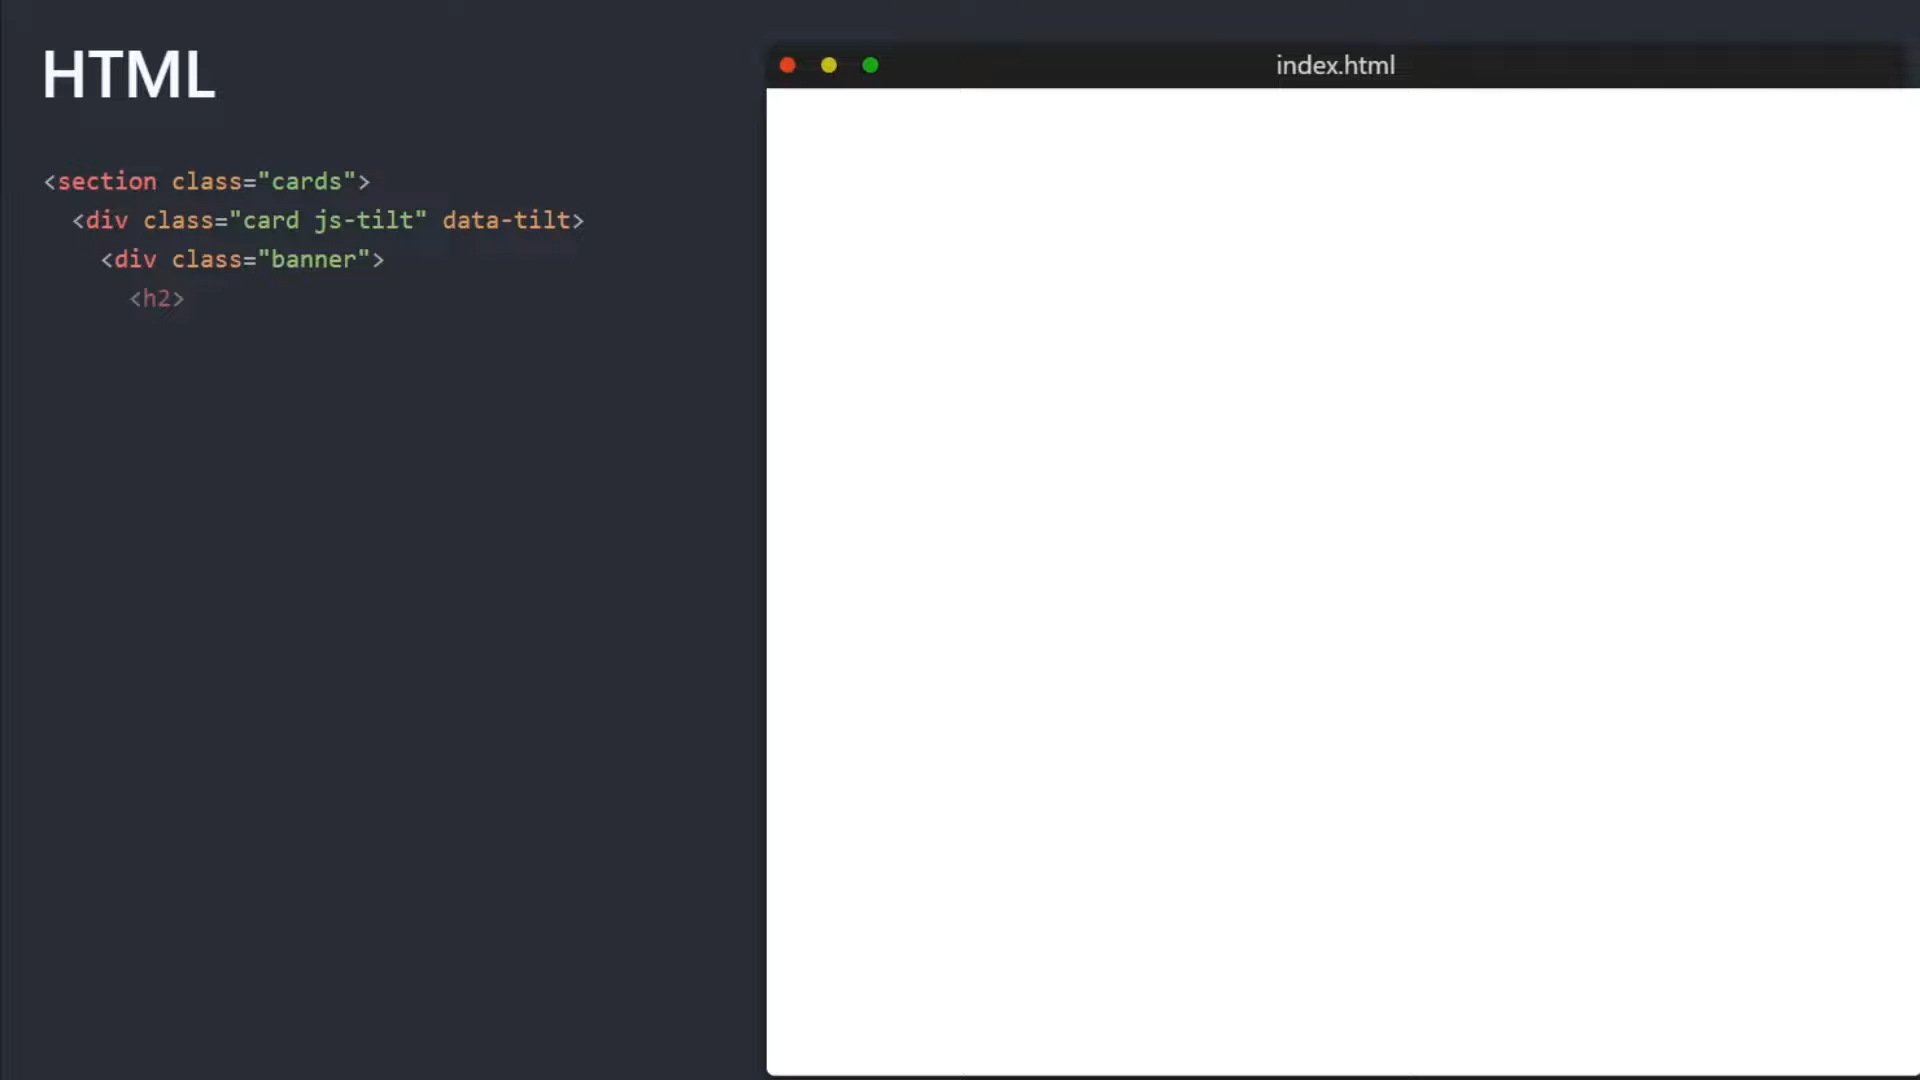 HTML
index.html
<section class="cards">
<div class="card js-tilt" data-tilt>
<div class="banner">
<h2>